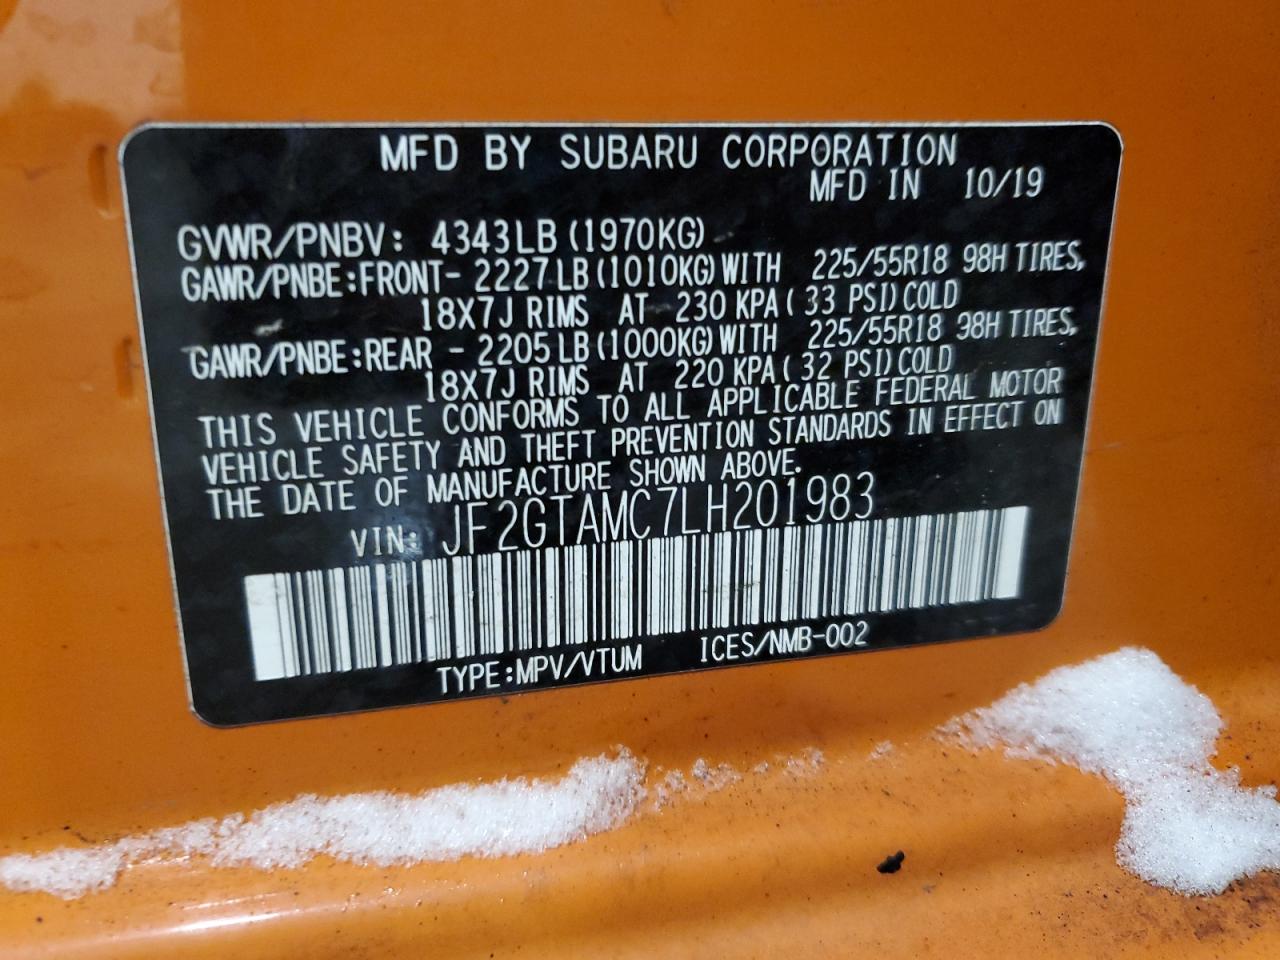 MFD BY SUBARU CORPORATION
MFD IN 10/19
GVWR/PNBV: 4343LB (1970KG)
GAWR/PNBE:FRONT- 2227LB (1010KG) WITH 225/55R18 98H TIRES,
18X7J RIMS AT 230 KPA ( 33 PSI) COLD
GAWR/PNBE:REAR - 2205LB (1000KG) WITH 225/55R18 98H TIRES,
18X7J RIMS AT 220 KPA ( 32 PSI) COLD
THIS VEHICLE CONFORMS TO ALL APPLICABLE FEDERAL MOTOR
VEHICLE SAFETY AND THEFT PREVENTION STANDARDS IN EFFECT ON
THE DATE OF MANUFACTURE SHOWN ABOVE.
VIN: JF2GTAMC7LH201983
TYPE:MPV/VTUM ICES/NMB-002